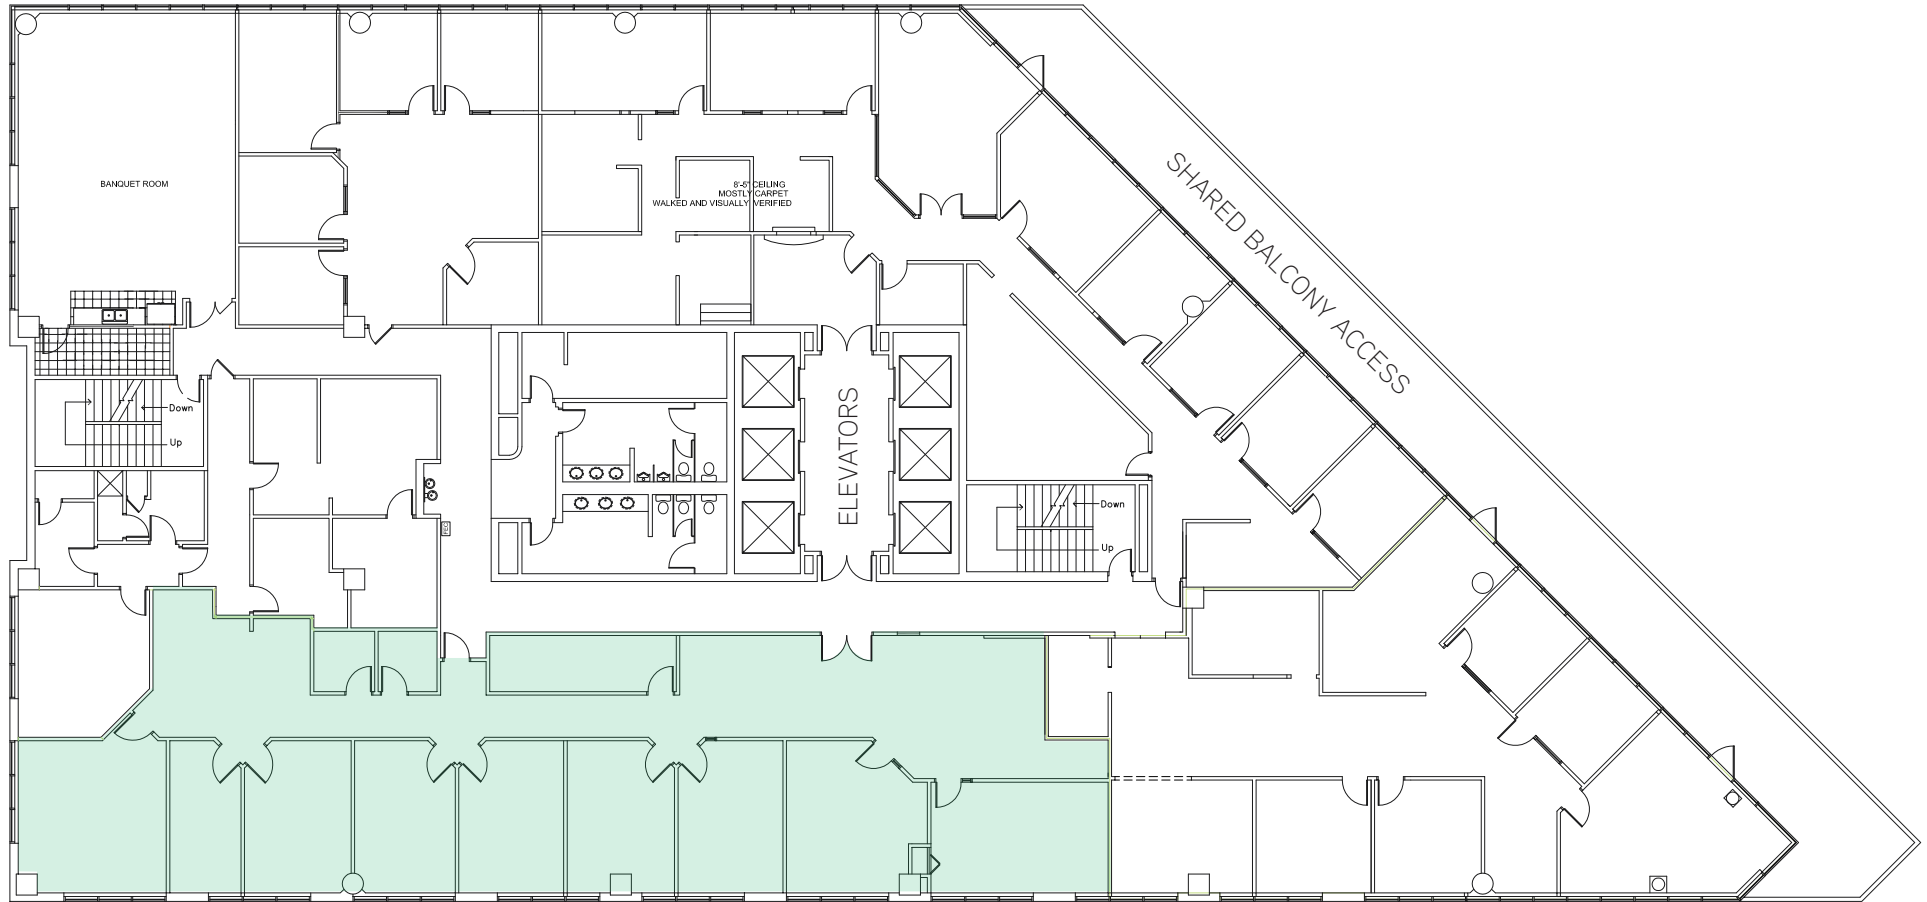 BANQUET ROOM
8'-5" CEILING
MOSTLY CARPET
WALKED AND VISUALLY VERIFIED
SHARED BALCONY ACCESS
ELEVATORS
Down
Up
Down
Up
FEC